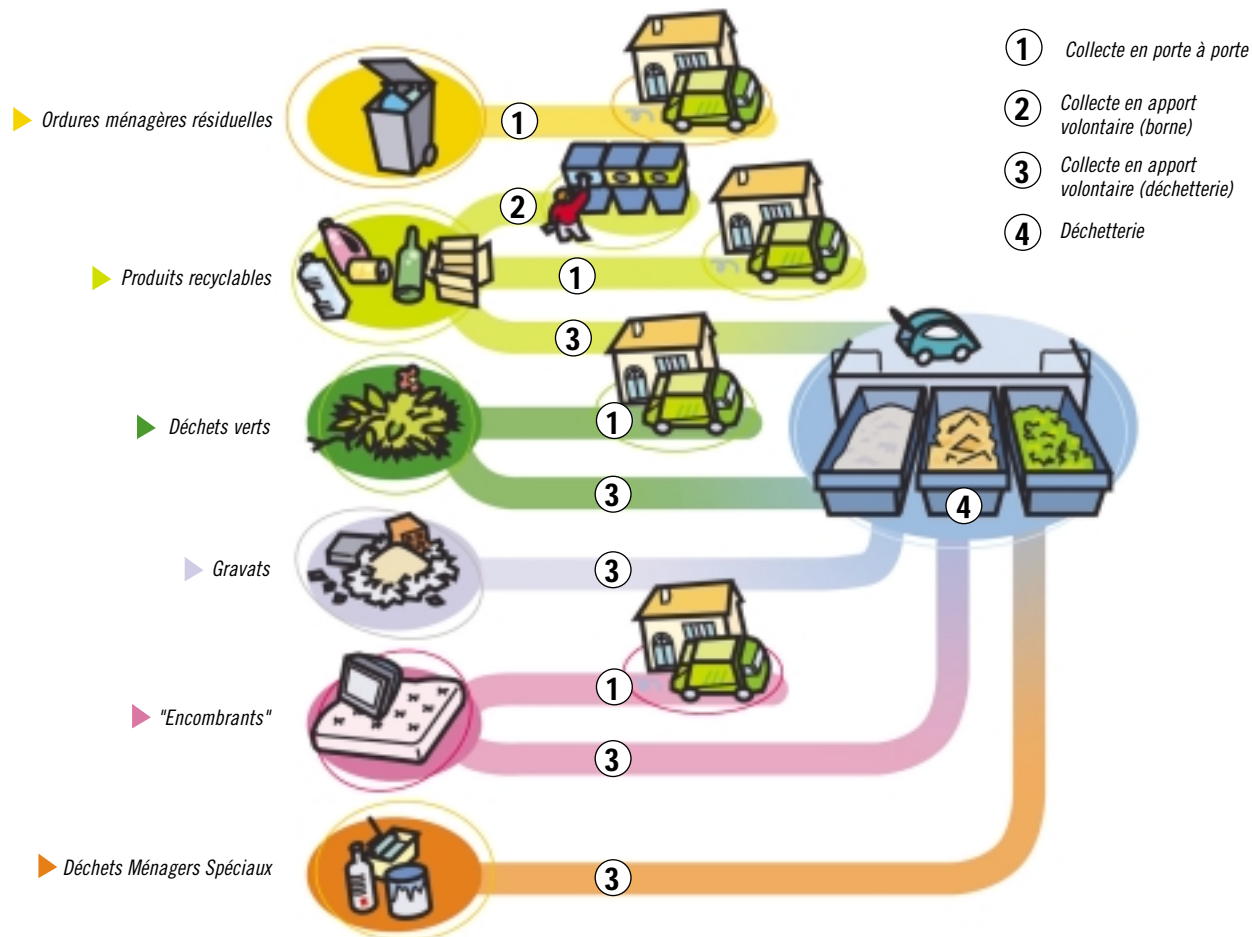 1 Collecte en porte à porte
2 Collecte en apport
volontaire (borne)
3 Collecte en apport
volontaire (déchetterie)
4 Déchetterie
Ordures ménagères résiduelles
1
2
Produits recyclables
1
3
Déchets verts
1
3
4
Gravats
3
"Encombrants"
1
3
Déchets Ménagers Spéciaux
3